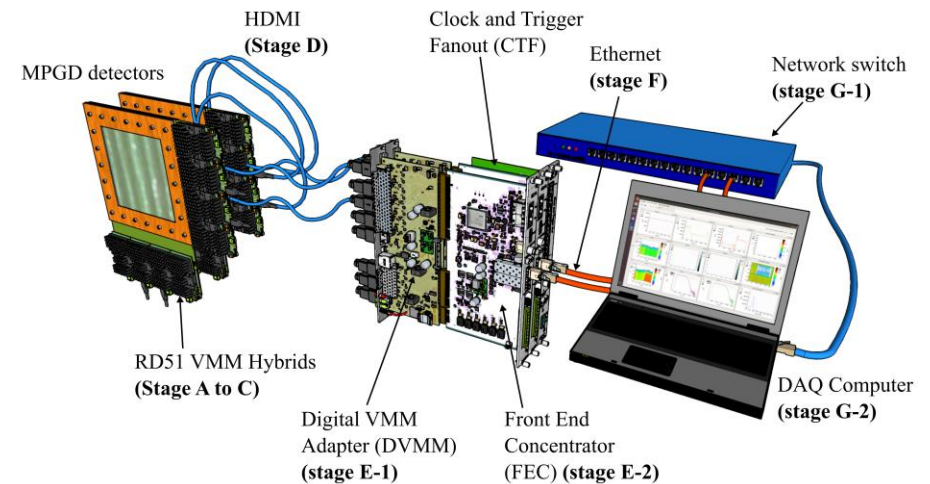 HDMI
(Stage D)
Clock and Trigger
Fanout (CTF)
Ethernet
(stage F)
Network switch
(stage G-1)
MPGD detectors
RD51 VMM Hybrids
(Stage A to C)
Digital VMM
Adapter (DVMM)
(stage E-1)
Front End
Concentrator
(FEC) (stage E-2)
DAQ Computer
(stage G-2)